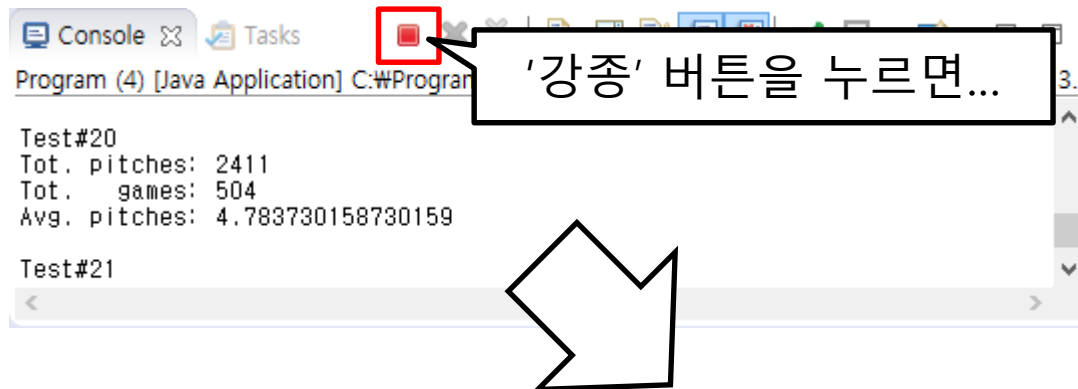 Console Tasks
'강종' 버튼을 누르면...
Program (4) [Java Application] C:₩Program 3.
Test#20
Tot. pitches: 2411
Tot. games: 504
Avg. pitches: 4.783730158730159
Test#21